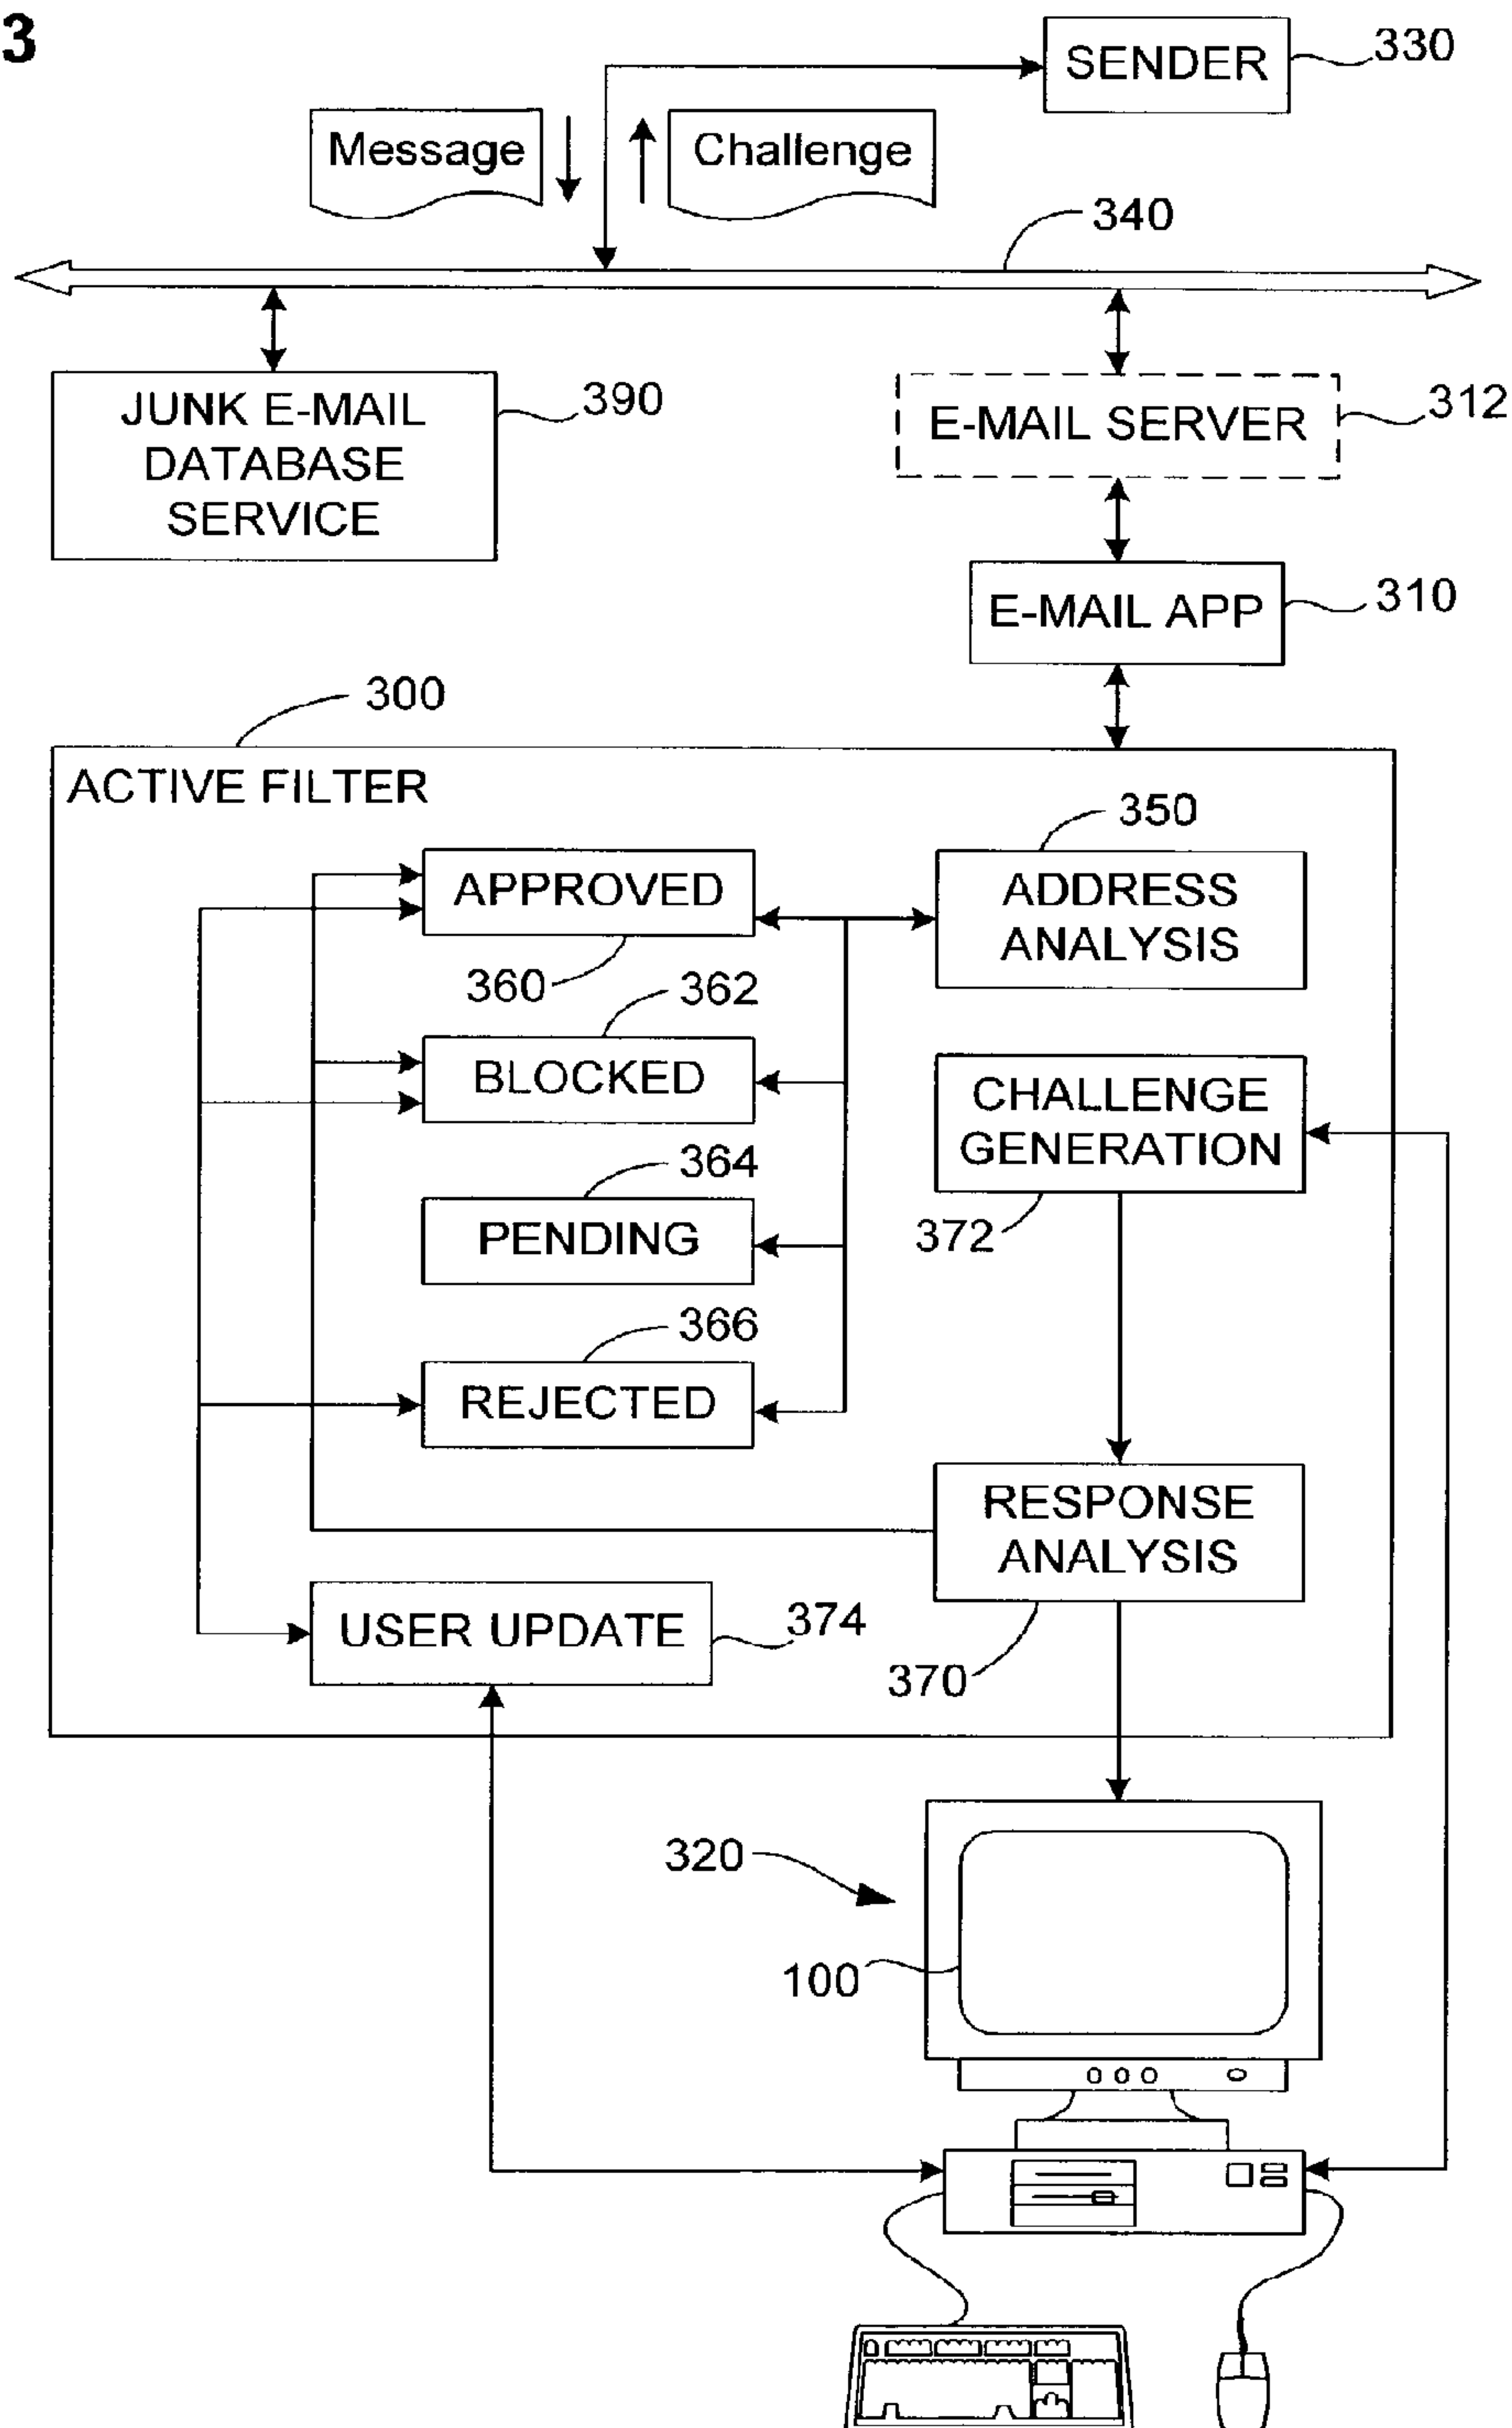 3
SENDER
330
Message
Challenge
340
JUNK E-MAIL
DATABASE
SERVICE
390
E-MAIL SERVER
312
E-MAIL APP
310
300
ACTIVE FILTER
350
APPROVED
ADDRESS
ANALYSIS
360
362
BLOCKED
CHALLENGE
GENERATION
364
372
PENDING
366
REJECTED
RESPONSE
ANALYSIS
USER UPDATE
374
370
320
100